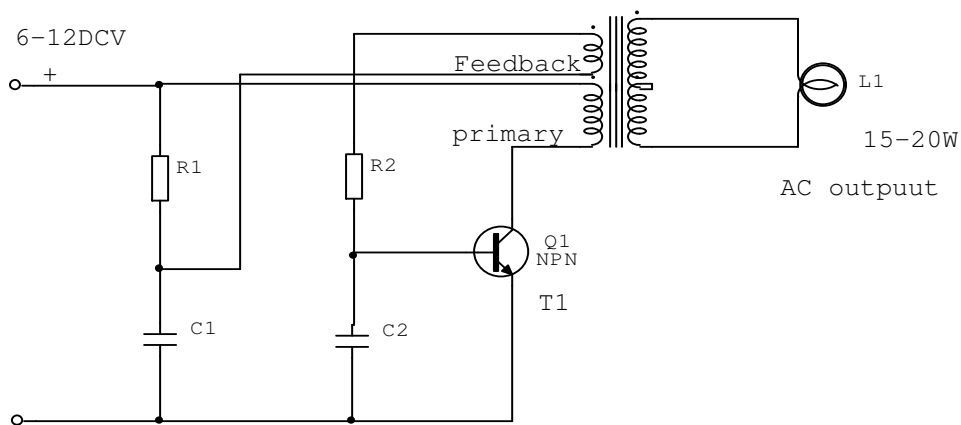 6-12DCV
+
Feedback
L1
primary
15-20W
R1
R2
AC outpuut
Q1
NPN
T1
C1
C2